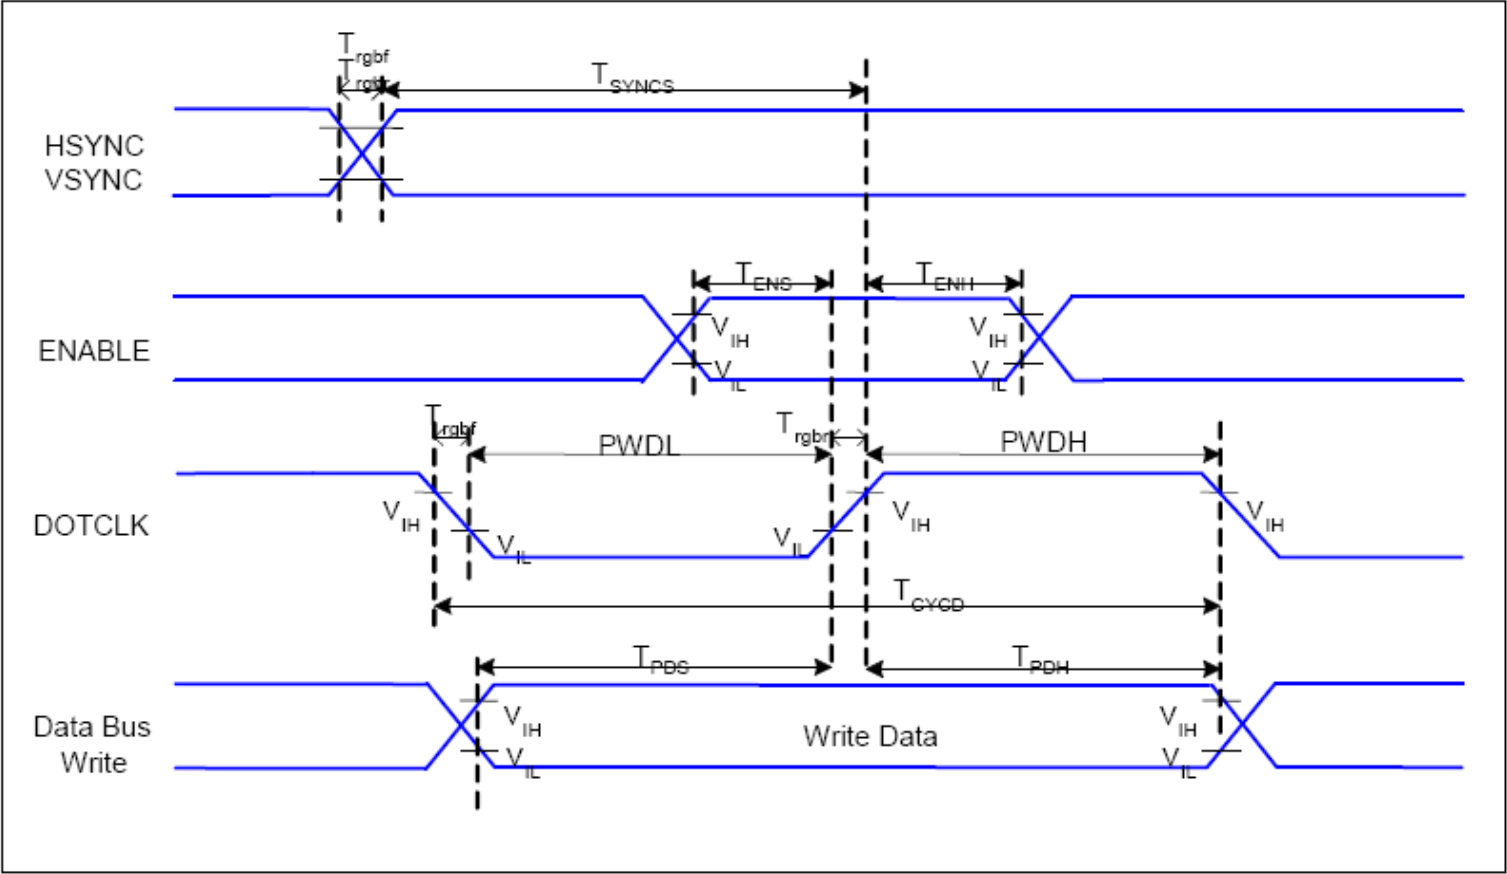 Trgbf
Trgbr
TSYNCS
HSYNC
VSYNC
TENS
TENH
VIH
VIH
ENABLE
VIL
VIL
Trgbf
PWDL
Trgbr
PWDH
VIH
VIH
VIH
DOTCLK
VIL
VIL
TCYCD
TPDS
TPDH
Data Bus
Write
VIH
Write Data
VIH
VIL
VIL